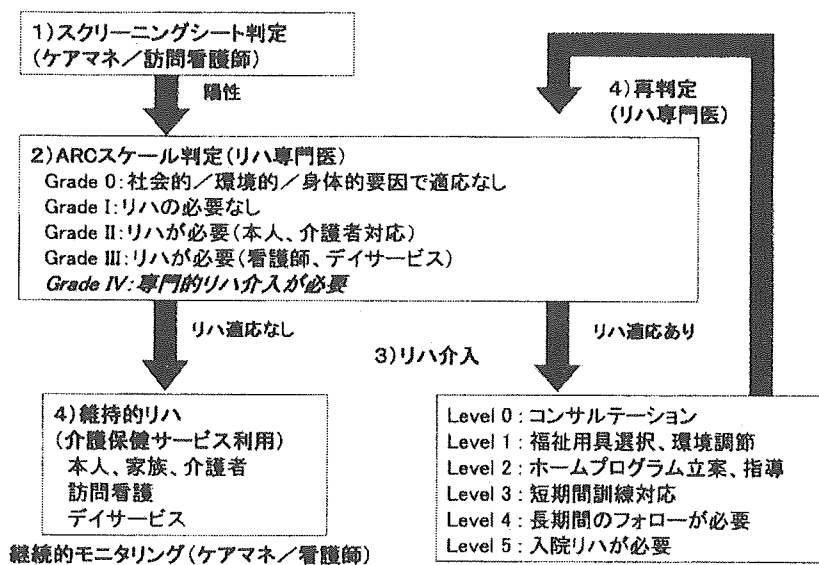 1)スクリーニングシート判定
(ケアマネ/訪問看護師)
陽性
4)再判定
(リハ専門医)
2)ARCスケール判定(リハ専門医)
Grade 0:社会的/環境的/身体的要因で適応なし
Grade I:リハの必要なし
Grade II:リハが必要(本人、介護者対応)
Grade III:リハが必要(看護師、デイサービス)
Grade IV:専門的リハ介入が必要
リハ適応なし
3)リハ介入
リハ適応あり
4)維持的リハ
(介護保健サービス利用)
本人、家族、介護者
訪問看護
デイサービス
継続的モニタリング(ケアマネ/看護師)
Level 0:コンサルテーション
Level 1:福祉用具選択、環境調節
Level 2:ホームプログラム立案、指導
Level 3:短期間訓練対応
Level 4:長期間のフォローが必要
Level 5:入院リハが必要